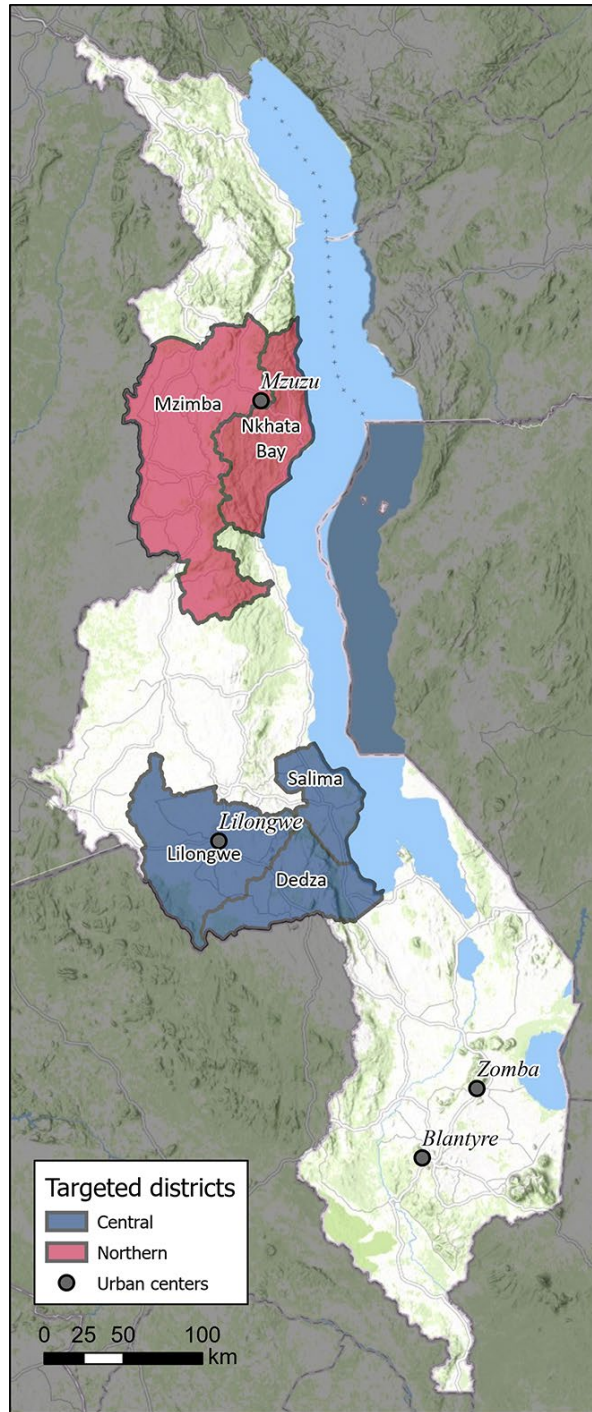 Mzuzu
Mzimba
Nkhata
Bay
Salima
Lilongwe
Lilongwe
Dedza
Zomba
Blantyre
Targeted districts
Central
Northern
Urban centers
0 25 50 100
km